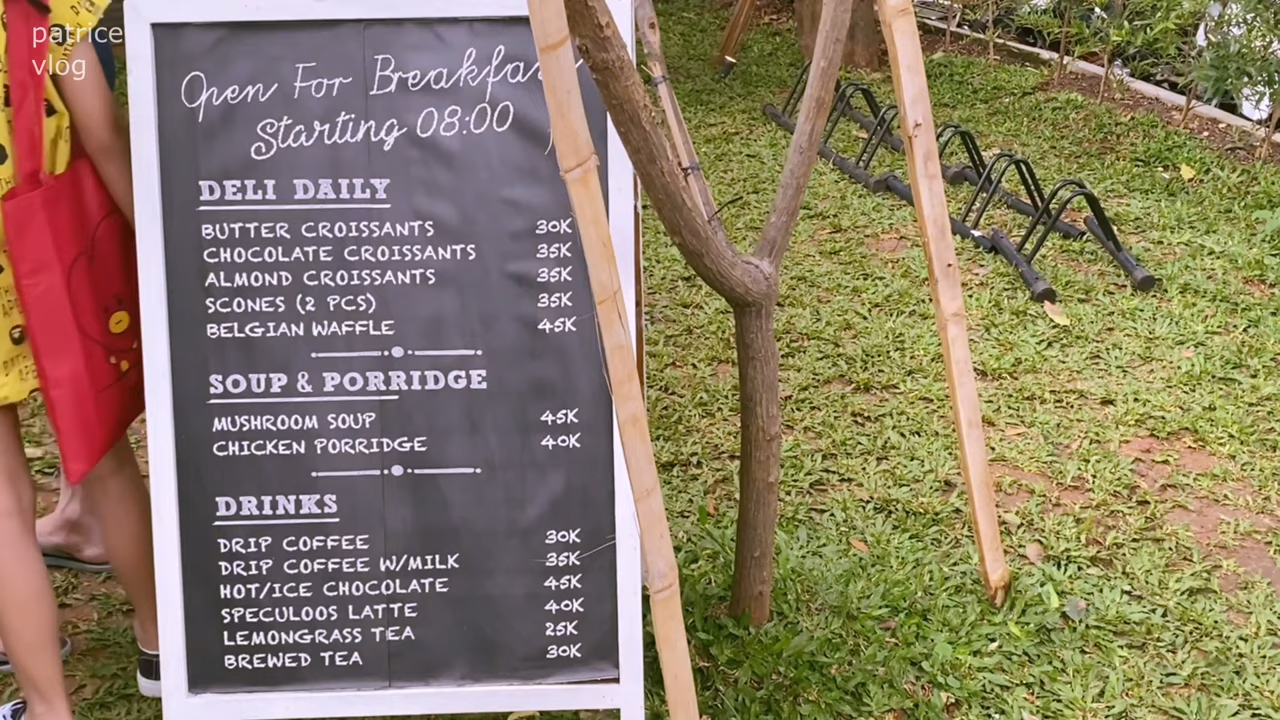 patrice
vlog
Open For Breakfa
Starting 08:00
DELI DAILY
BUTTER CROISSANTS 30K
CHOCOLATE CROISSANTS 35K
ALMOND CROISSANTS 35K
SCONES (2 PCS) 35K
BELGIAN WAFFLE 45K
SOUP & PORRIDGE
MUSHROOM SOUP 45K
CHICKEN PORRIDGE 40K
DRINKS
DRIP COFFEE 30K
DRIP COFFEE W/MILK 35K
HOT/ICE CHOCOLATE 45K
SPECULOOS LATTE 40K
LEMONGRASS TEA 25K
BREWED TEA 30K